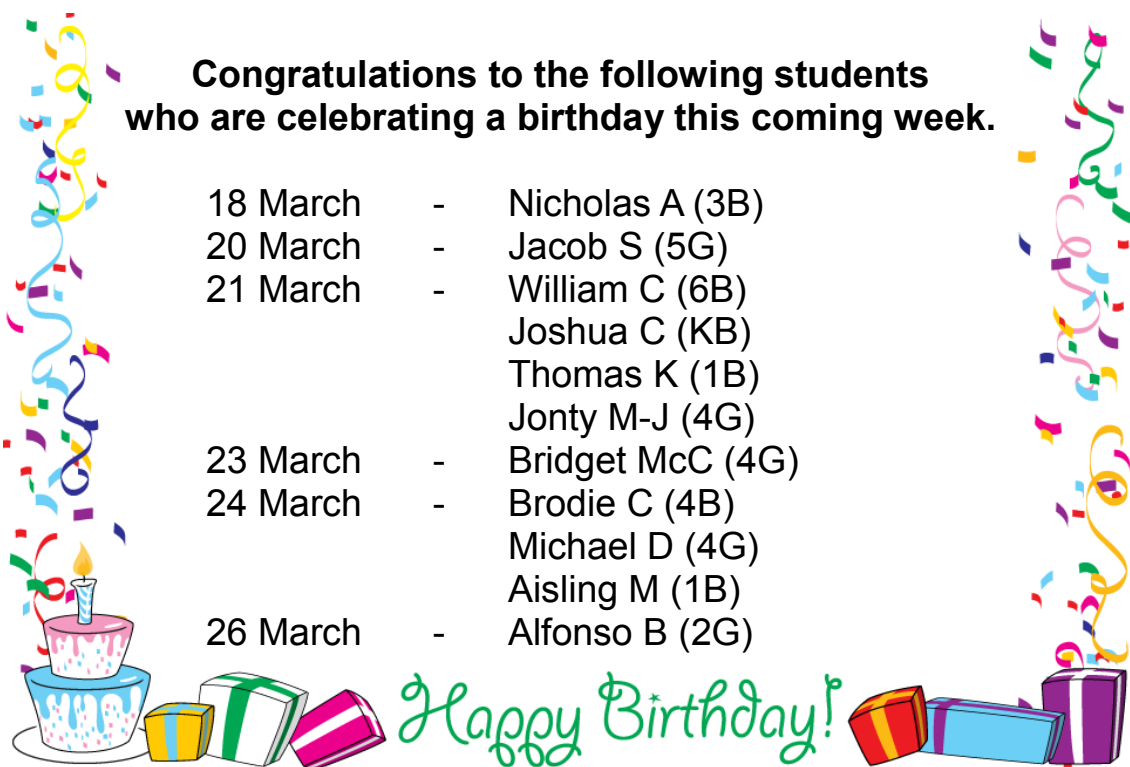 Congratulations to the following students
who are celebrating a birthday this coming week.
18 March - Nicholas A (3B)
20 March - Jacob S (5G)
21 March - William C (6B)
Joshua C (KB)
Thomas K (1B)
Jonty M-J (4G)
23 March - Bridget McC (4G)
24 March - Brodie C (4B)
Michael D (4G)
Aisling M (1B)
26 March - Alfonso B (2G)
Happy Birthday!